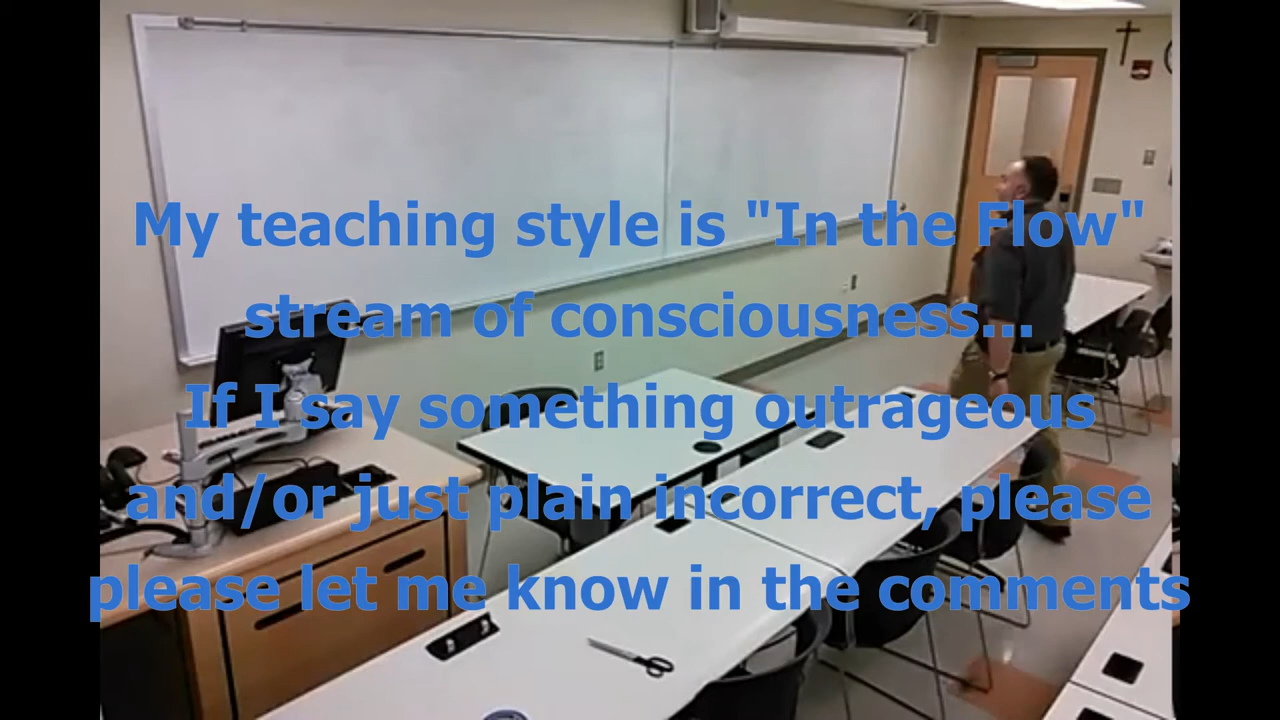 My teaching style is "In the Flow"
stream of consciousness...
If I say something outrageous
and/or just plain incorrect, please
please let me know in the comments